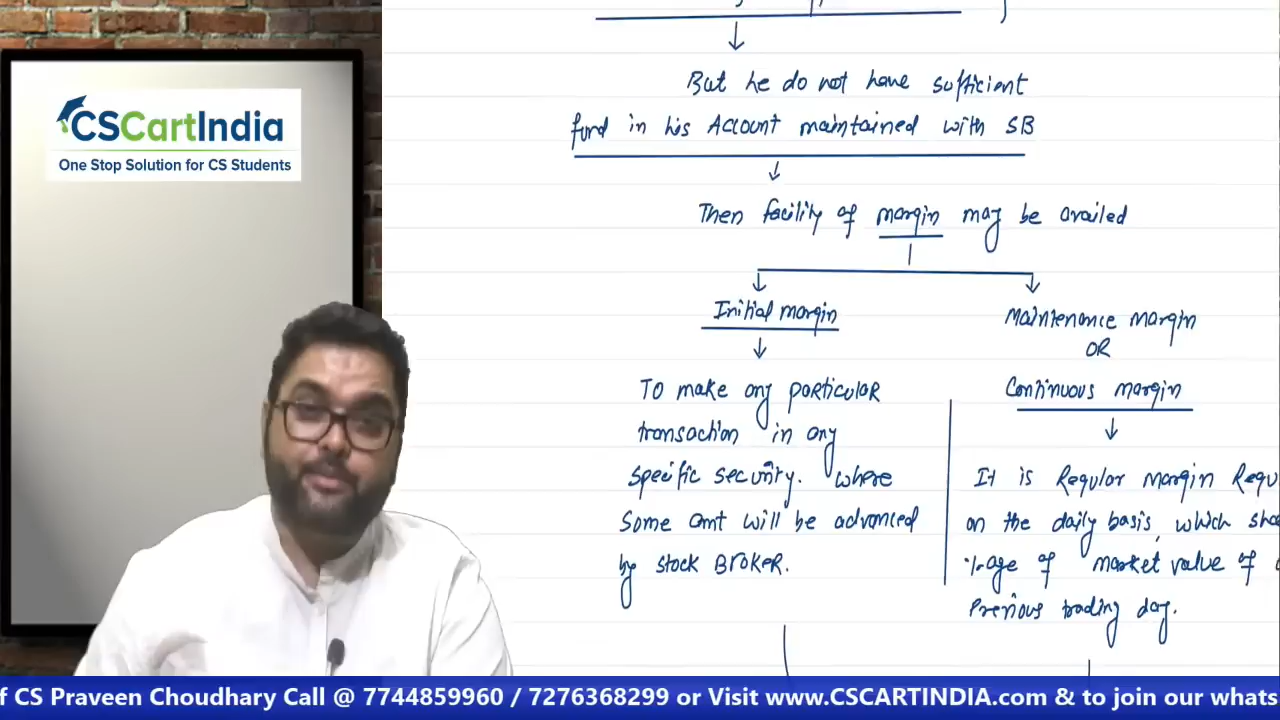 CSCartIndia
One Stop Solution for CS Students
But he do not have sufficient
fund in his Account maintained with SB
Then facility of margin may be availed
Initial margin
To make any particular
transaction in any
specific security. where
some amt will be advanced
by stock Broker.
Maintenance margin
OR
Continuous margin
It is Regular margin Requ
on the daily basis, which sho
%age of market value of
Previous trading day.
f CS Praveen Choudhary Call @ 7744859960 / 7276368299 or Visit www.CSCARTINDIA.com & to join our whats